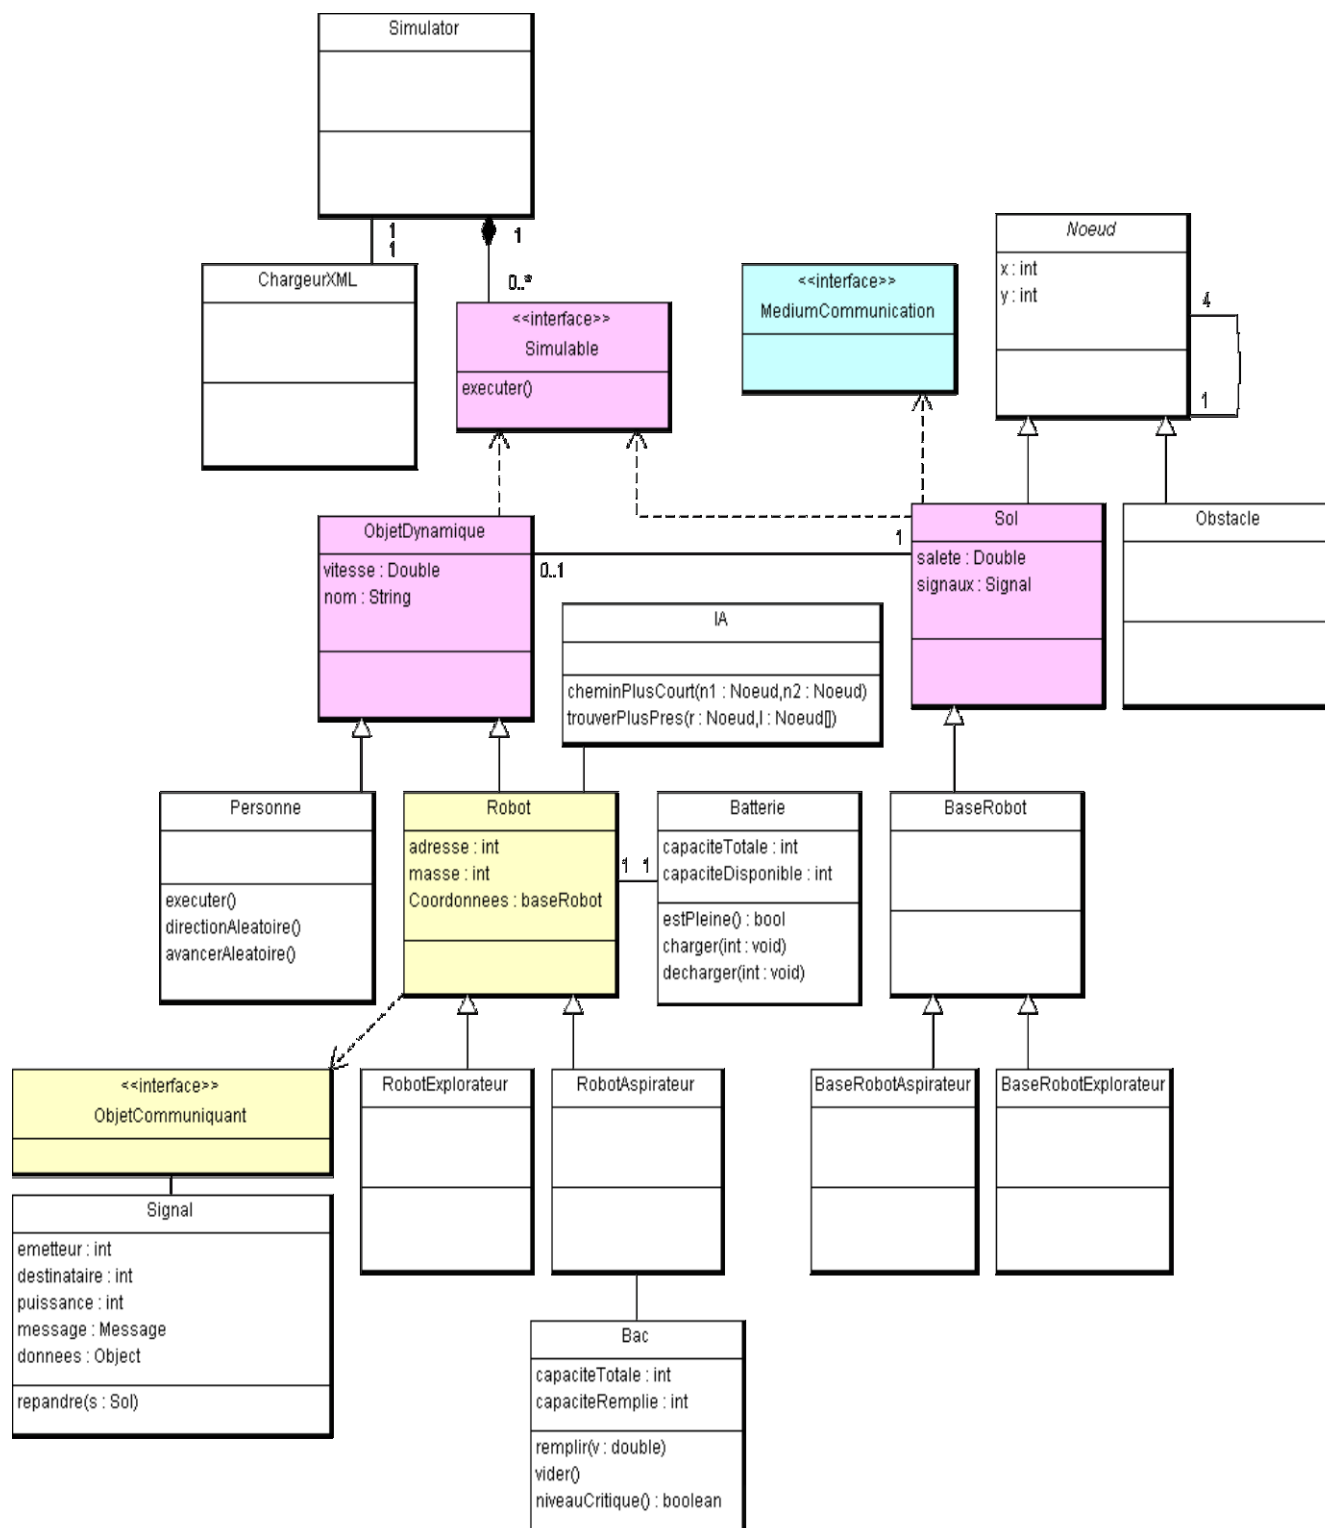 Simulator
1
1
1
ChargeurXML
0..*
<<interface>>
Simulable
executer()
<<interface>>
MediumCommunication
Noeud
x : int
y : int
4
1
ObjetDynamique
vitesse : Double
nom : String
1
0..1
Sol
salete : Double
signaux : Signal
Obstacle
IA
cheminPlusCourt(n1 : Noeud,n2 : Noeud)
trouverPlusPres(r : Noeud,l : Noeud[])
Personne
executer()
directionAleatoire()
avancerAleatoire()
Robot
adresse : int
masse : int
Coordonnees : baseRobot
1 1
Batterie
capaciteTotale : int
capaciteDisponible : int
estPleine() : bool
charger(int : void)
decharger(int : void)
BaseRobot
<<interface>>
ObjetCommuniquant
RobotExplorateur
RobotAspirateur
BaseRobotAspirateur
BaseRobotExplorateur
Signal
emetteur : int
destinataire : int
puissance : int
message : Message
donnees : Object
repandre(s : Sol)
Bac
capaciteTotale : int
capaciteRemplie : int
remplir(v : double)
vider()
niveauCritique() : boolean